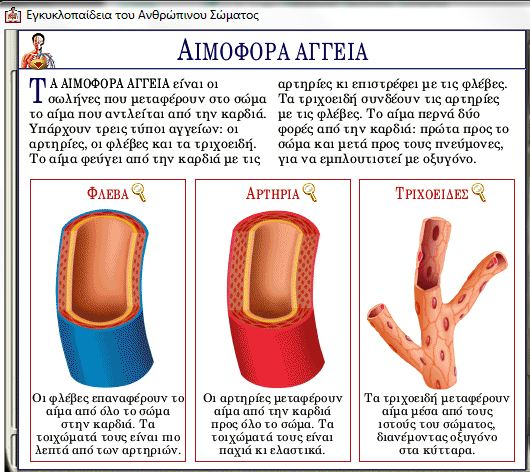 Εγκυκλοπαίδεια του Ανθρώπινου Σώματος
ΑΙΜΟΦΟΡΑ ΑΓΓΕΙΑ
ΤΑ ΑΙΜΟΦΟΡΑ ΑΓΓΕΙΑ είναι οι
σωλήνες που μεταφέρουν στο σώμα
το αίμα που αντλείται από την καρδιά.
Υπάρχουν τρεις τύποι αγγείων: οι
αρτηρίες, οι φλέβες και τα τριχοειδή.
Το αίμα φεύγει από την καρδιά με τις
αρτηρίες κι επιστρέφει με τις φλέβες.
Τα τριχοειδή συνδέουν τις αρτηρίες
με τις φλέβες. Το αίμα περνά δύο
φορές από την καρδιά: πρώτα προς το
σώμα και μετά προς τους πνεύμονες,
για να εμπλουτιστεί με οξυγόνο.
ΦΛΕΒΑ
Οι φλέβες επαναφέρουν το
αίμα από όλο το σώμα
στην καρδιά. Τα
τοιχώματά τους είναι πιο
λεπτά από των αρτηριών.
ΑΡΤΗΡΙΑ
Οι αρτηρίες μεταφέρουν
αίμα από την καρδιά
προς όλο το σώμα. Τα
τοιχώματά τους είναι
παχιά κι ελαστικά.
ΤΡΙΧΟΕΙΔΕΣ
Τα τριχοειδή μεταφέρουν
αίμα μέσα από τους
ιστούς του σώματος,
διανέμοντας οξυγόνο
στα κύτταρα.